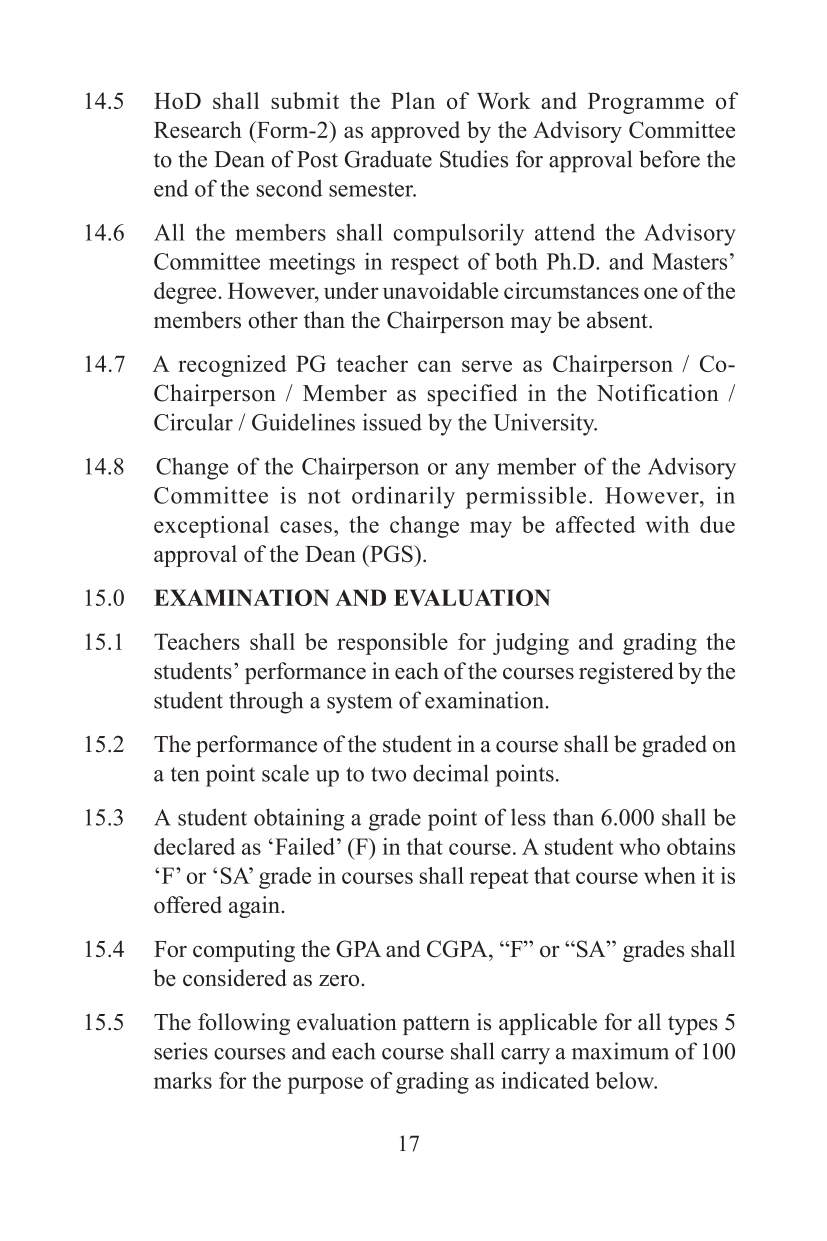 14.5 HoD shall submit the Plan of Work and Programme of
Research (Form-2) as approved by the Advisory Committee
to the Dean of Post Graduate Studies for approval before the
end of the second semester.
14.6 All the members shall compulsorily attend the Advisory
Committee meetings in respect of both Ph.D. and Masters’
degree. However, under unavoidable circumstances one of the
members other than the Chairperson may be absent.
14.7 A recognized PG teacher can serve as Chairperson / Co-
Chairperson / Member as specified in the Notification /
Circular / Guidelines issued by the University.
14.8 Change of the Chairperson or any member of the Advisory
Committee is not ordinarily permissible. However, in
exceptional cases, the change may be affected with due
approval of the Dean (PGS).
15.0 EXAMINATION AND EVALUATION
15.1 Teachers shall be responsible for judging and grading the
students’ performance in each of the courses registered by the
student through a system of examination.
15.2 The performance of the student in a course shall be graded on
a ten point scale up to two decimal points.
15.3 A student obtaining a grade point of less than 6.000 shall be
declared as ‘Failed’ (F) in that course. A student who obtains
‘F’ or ‘SA’ grade in courses shall repeat that course when it is
offered again.
15.4 For computing the GPA and CGPA, “F” or “SA” grades shall
be considered as zero.
15.5 The following evaluation pattern is applicable for all types 5
series courses and each course shall carry a maximum of 100
marks for the purpose of grading as indicated below.
17